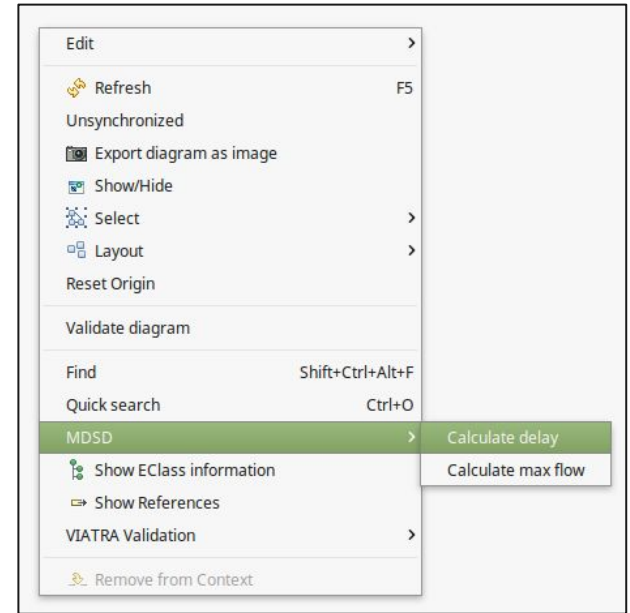 Edit
Refresh F5
Unsynchronized
Export diagram as image
Show/Hide
Select
Layout
Reset Origin
Validate diagram
Find Shift+Ctrl+Alt+F
Quick search Ctrl+O
MDSD Calculate delay
Show EClass information Calculate max flow
Show References
VIATRA Validation
Remove from Context